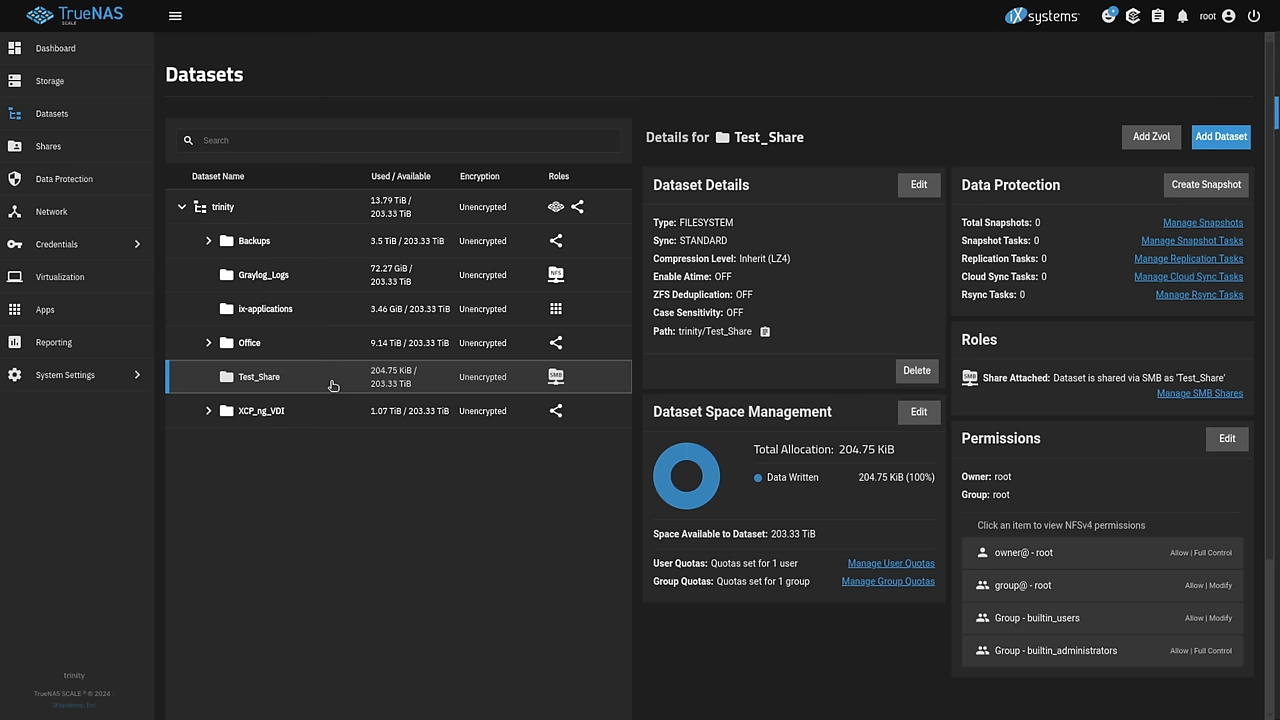 TrueNAS
SCALE
iXsystems
root
Dashboard
Storage
Datasets
Shares
Data Protection
Network
Credentials
Virtualization
Apps
Reporting
System Settings
trinity
TrueNAS SCALE ® © 2024
iXsystems, Inc
Datasets
Search
Dataset Name Used / Available Encryption Roles
trinity 13.79 TiB / 203.33 TiB Unencrypted
Backups 3.5 TiB / 203.33 TiB Unencrypted
Graylog_Logs 72.27 GiB / 203.33 TiB Unencrypted NFS
ix-applications 3.46 GiB / 203.33 TiB Unencrypted
Office 9.14 TiB / 203.33 TiB Unencrypted
Test_Share 204.75 KiB / 203.33 TiB Unencrypted SMB
XCP_ng_VDI 1.07 TiB / 203.33 TiB Unencrypted
Details for Test_Share
Add Zvol
Add Dataset
Dataset Details
Edit
Type: FILESYSTEM
Sync: STANDARD
Compression Level: Inherit (LZ4)
Enable Atime: OFF
ZFS Deduplication: OFF
Case Sensitivity: OFF
Path: trinity/Test_Share
Delete
Dataset Space Management
Edit
Total Allocation: 204.75 KiB
Data Written 204.75 KiB (100%)
Space Available to Dataset: 203.33 TiB
User Quotas: Quotas set for 1 user Manage User Quotas
Group Quotas: Quotas set for 1 group Manage Group Quotas
Data Protection
Create Snapshot
Total Snapshots: 0 Manage Snapshots
Snapshot Tasks: 0 Manage Snapshot Tasks
Replication Tasks: 0 Manage Replication Tasks
Cloud Sync Tasks: 0 Manage Cloud Sync Tasks
Rsync Tasks: 0 Manage Rsync Tasks
Roles
SMB Share Attached: Dataset is shared via SMB as 'Test_Share'
Manage SMB Shares
Permissions
Edit
Owner: root
Group: root
Click an item to view NFSv4 permissions
owner@ - root Allow | Full Control
group@ - root Allow | Modify
Group - builtin_users Allow | Modify
Group - builtin_administrators Allow | Full Control